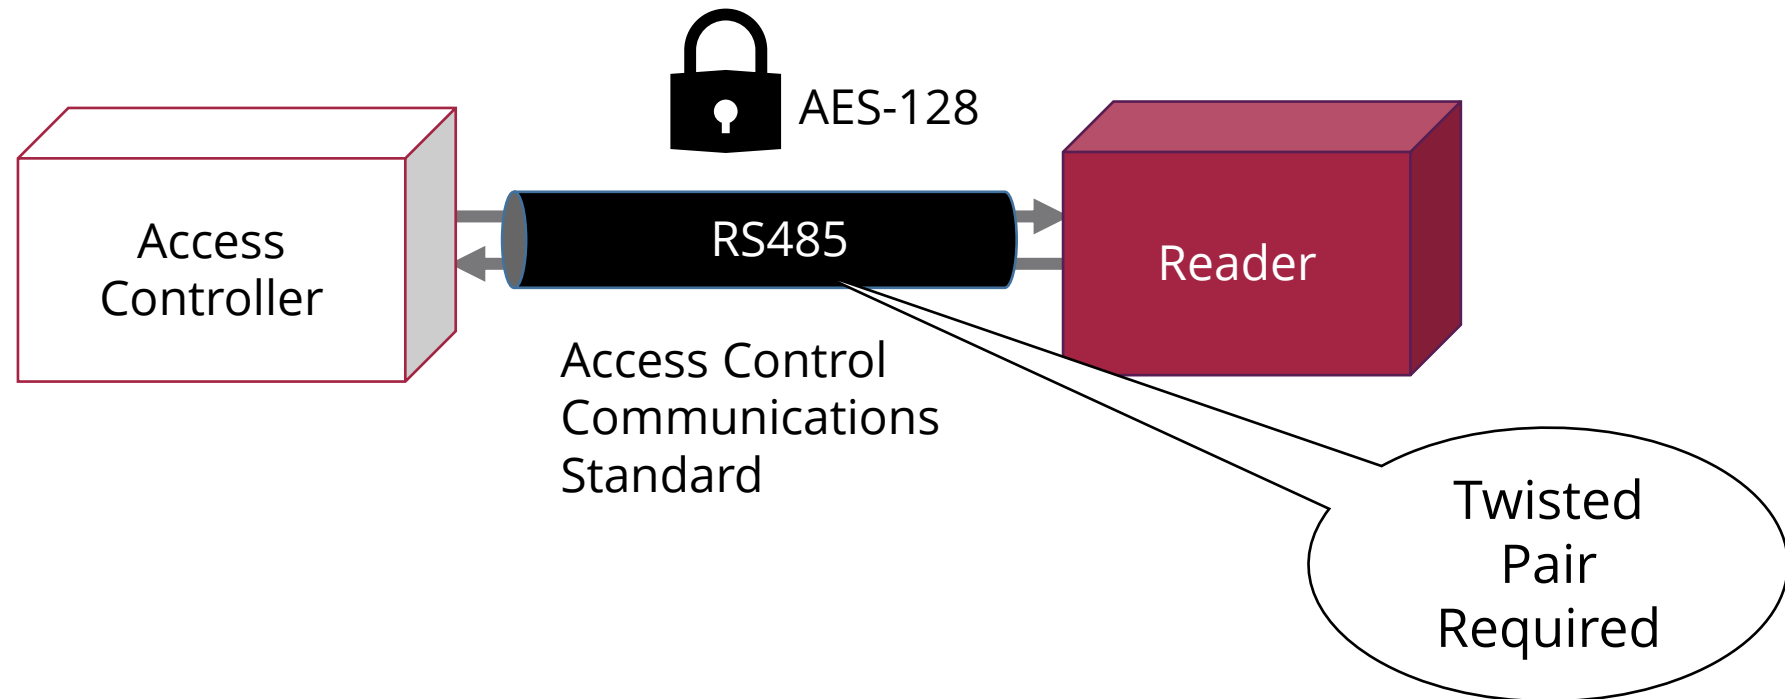 AES-128
Access
Controller
RS485
Reader
Access Control
Communications
Standard
Twisted
Pair
Required